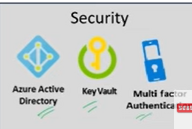 Security
Azure Active
Directory
Key Vault
Multi factor
Authentica